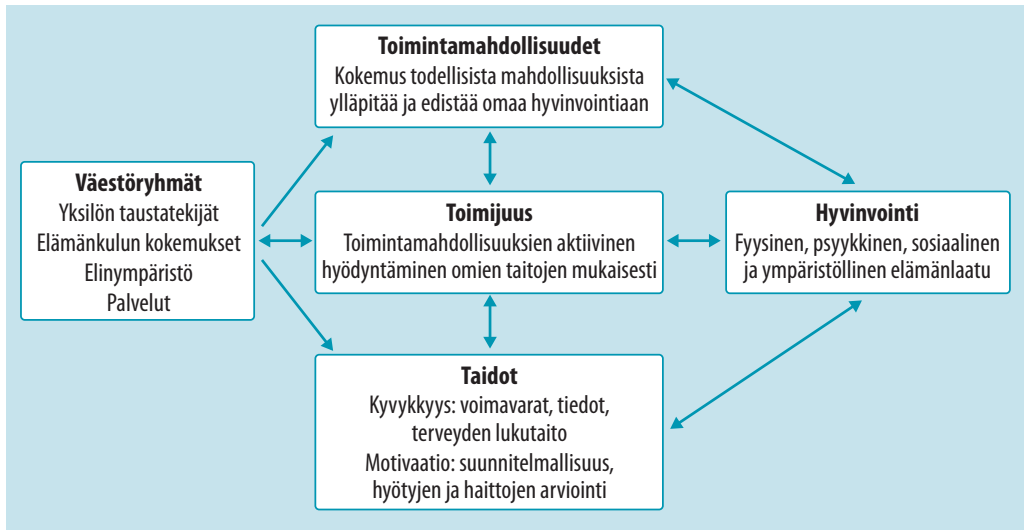 Toimintamahdollisuudet
Kokemus todellisista mahdollisuuksista
ylläpitää ja edistää omaa hyvinvointiaan
Väestöryhmät
Yksilön taustatekijät
Elämänkulun kokemukset
Elinympäristö
Palvelut
Toimijuus
Toimintamahdollisuuksien aktiivinen
hyödyntäminen omien taitojen mukaisesti
Hyvinvointi
Fyysinen, psyykkinen, sosiaalinen
ja ympäristöllinen elämänlaatu
Taidot
Kyvykkyys: voimavarat, tiedot,
terveyden lukutaito
Motivaatio: suunnitelmallisuus,
hyötyjen ja haittojen arviointi